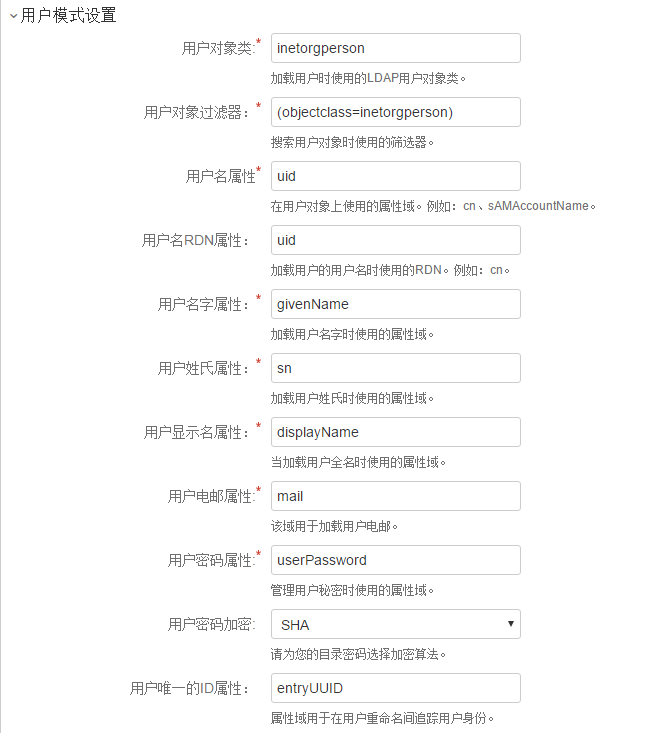 用户模式设置
用户对象类:* inetorgperson
加载用户时使用的LDAP用户对象类。
用户对象过滤器：* (objectclass=inetorgperson)
搜索用户对象时使用的筛选器。
用户名属性* uid
在用户对象上使用的属性域。例如：cn、sAMAccountName。
用户名RDN属性： uid
加载用户的用户名时使用的RDN。例如：cn。
用户名字属性：* givenName
加载用户名字时使用的属性域。
用户姓氏属性：* sn
加载用户姓氏时使用的属性域。
用户显示名属性：* displayName
当加载用户全名时使用的属性域。
用户电邮属性:* mail
该域用于加载用户电邮。
用户密码属性:* userPassword
管理用户秘密时使用的属性域。
用户密码加密: SHA
请为您的目录密码选择加密算法。
用户唯一的ID属性： entryUUID
属性域用于在用户重命名间追踪用户身份。